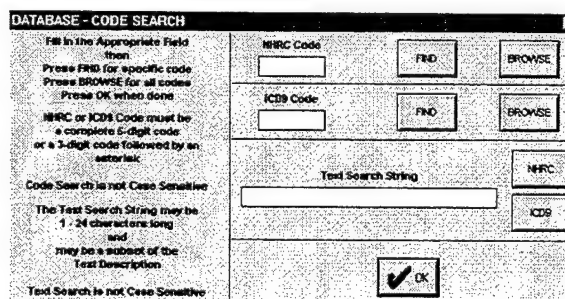 DATABASE - CODE SEARCH
Fill in the Appropriate Field
then
Press FIND for specific code
Press BROWSE for all codes
Press OK when done
NHRC or ICD9 Code must be
a complete 5-digit code
or a 3-digit code followed by an
asterisk
Code Search is not Case Sensitive
The Text Search String may be
1 - 24 characters long
and
may be a subset of the
Text Description
Text Search is not Case Sensitive
NHRC Code
FIND
BROWSE
ICD9 Code
FIND
BROWSE
Text Search String
NHRC
ICD9
OK